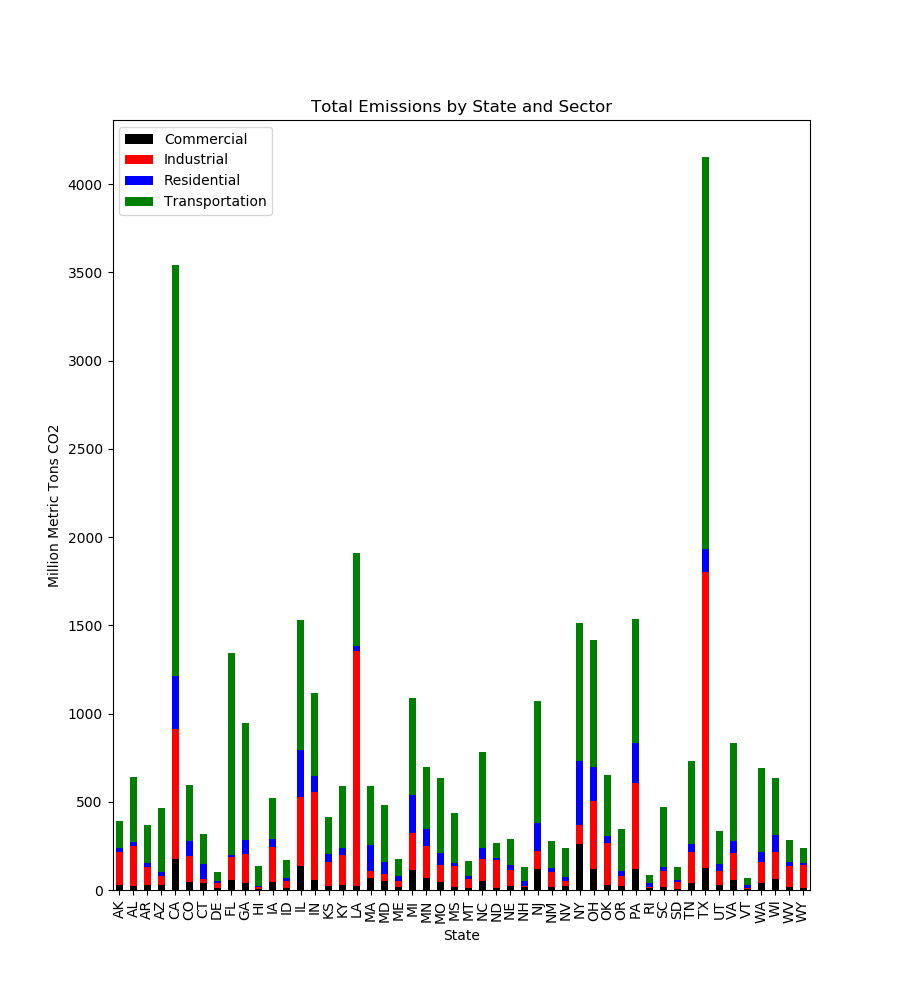 Total Emissions by State and Sector
Commercial
Industrial
Residential
Transportation
4000
3500
3000
2500
2000
1500
1000
500
0
Million Metric Tons CO2
AK AL AR AZ CA CO CT DE FL GA HI IA ID IL IN KS KY LA MA MD ME MI MN MO MS MT NC ND NE NH NJ NM NV NY OH OK OR PA RI SC SD TN TX UT VA VT WA WI WV WY
State